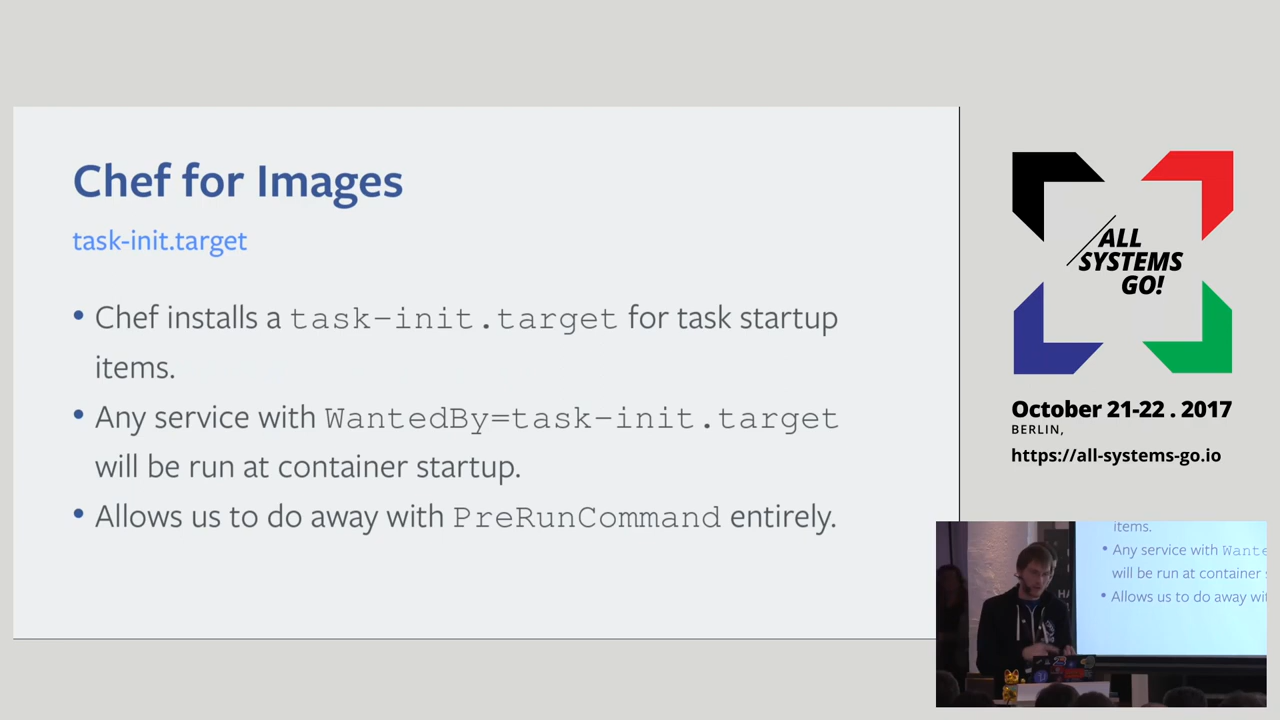 Chef for Images
task-init.target
• Chef installs a task-init.target for task startup
items.
• Any service with WantedBy=task-init.target
will be run at container startup.
• Allows us to do away with PreRunCommand entirely.
ALL
SYSTEMS
GO!
October 21-22 . 2017
BERLIN,
https://all-systems-go.io
items.
• Any service with Wante
will be run at container
• Allows us to do away wi